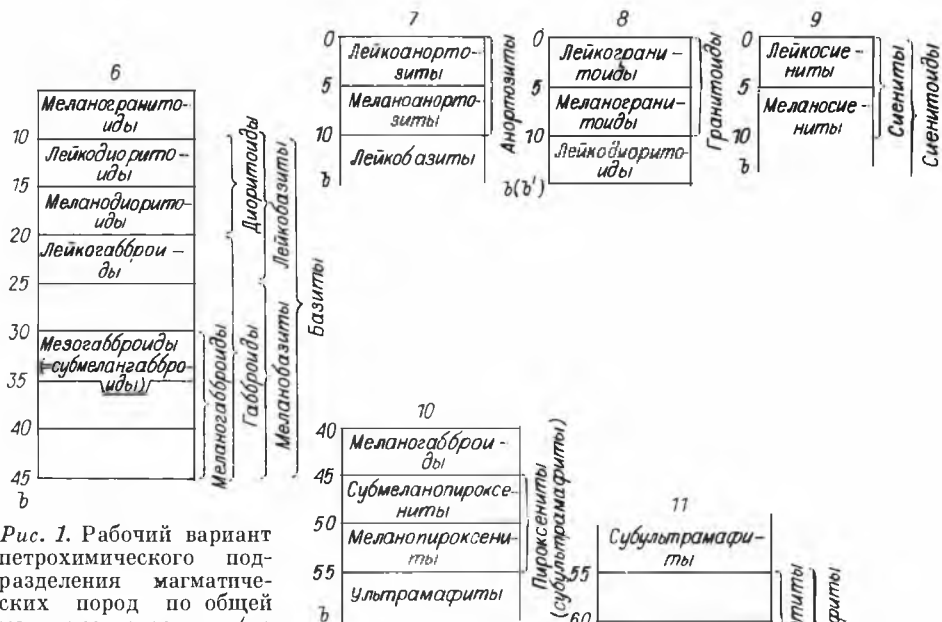 6
Меланогранито-
иды
10
Лейкодиорито-
иды
15
Меланодиорито-
иды
20
Лейкогабброи-
ды
25
30
Мезогабброиды
(=субмелангаббро-
35
иды)
40
45
b
Меланогабброиды
Диоритоиды
Габброиды
Лейкобазиты
Меланобазиты
Базиты
7
0
Лейкоанорто-
зиты
5
Меланоанорто-
зиты
10
Лейкобазиты
b
Анортозиты
8
0
Лейкограни-
тоиды
5
Меланограни-
тоиды
10
Лейкодиорито-
иды
b(b')
Гранитоиды
9
0
Лейкосие-
ниты
5
Меланосие-
ниты
10
b
Сиениты
Сиенитоиды
10
40
Меланогабброи-
ды
45
Субмеланопироксе-
ниты
50
Меланопироксени-
ты
55
Ультрамафиты
b
Пироксениты
(субультрамафиты)
11
Субультрамафи-
ты
55
60
Рис. 1. Рабочий вариант
петрохимического под-
разделения магматиче-
ских пород по общей